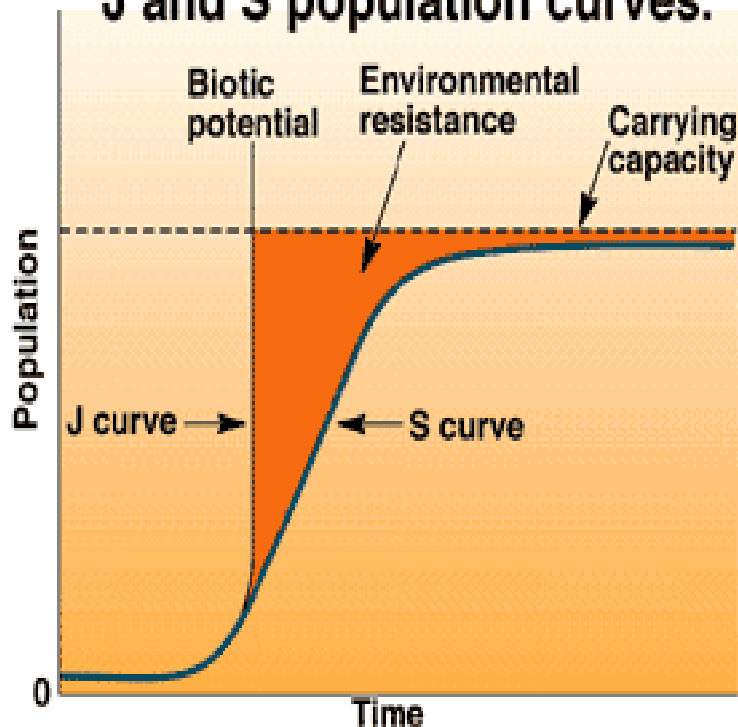 J and S population curves.
Biotic
potential
Environmental
resistance
Carrying
capacity
Population
J curve
S curve
0
Time